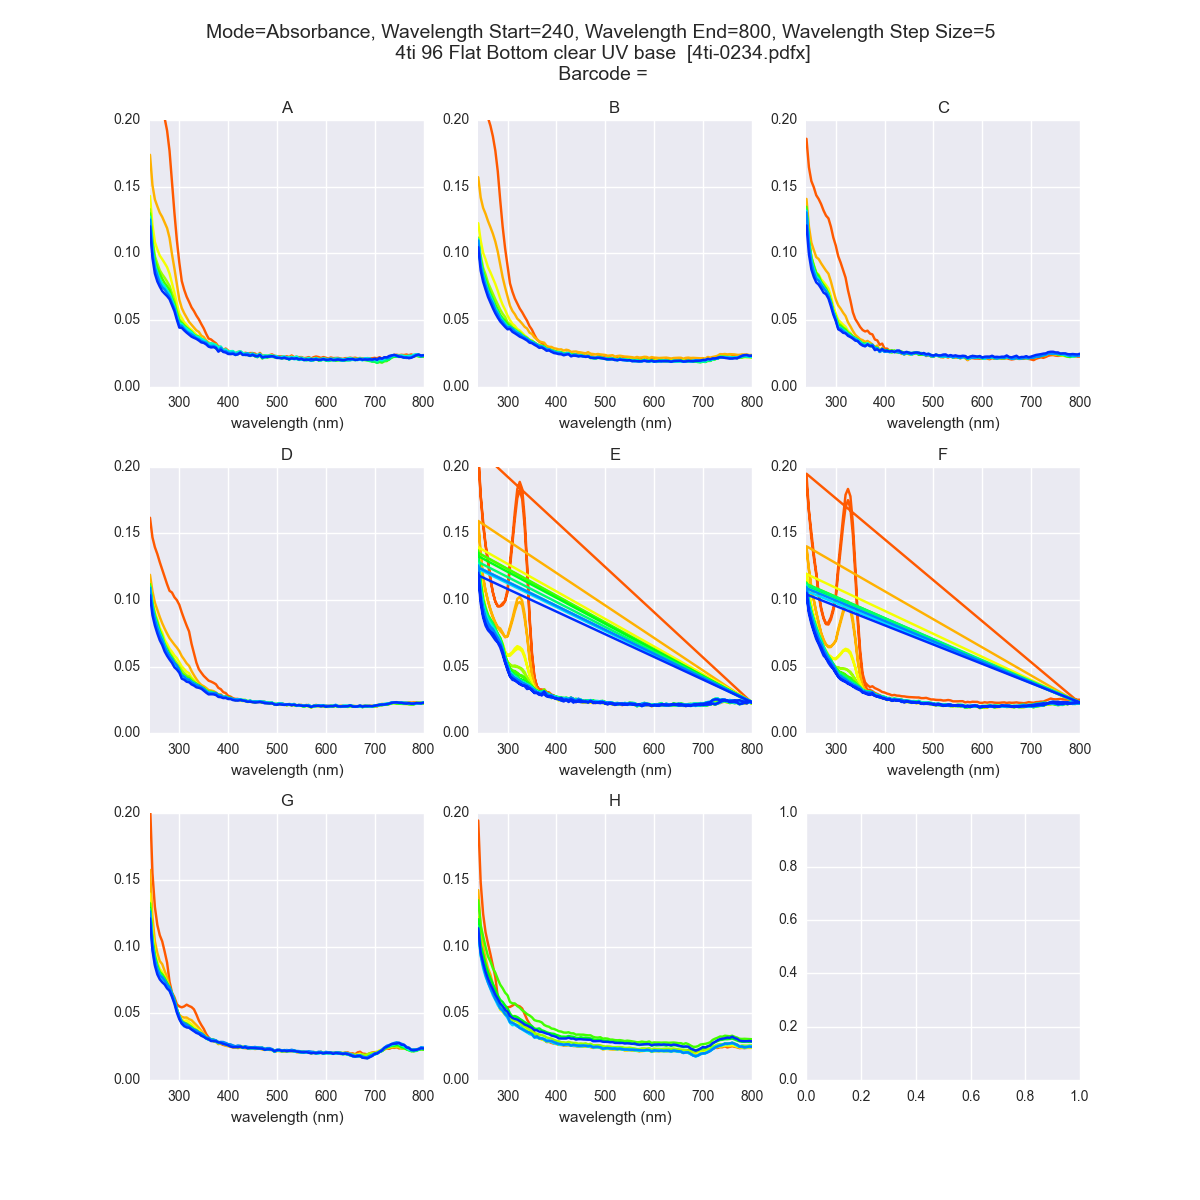 Mode=Absorbance, Wavelength Start=240, Wavelength End=800, Wavelength Step Size=5
4ti 96 Flat Bottom clear UV base  [4ti-0234.pdfx]
Barcode =
A
0.20
0.15
0.10
0.05
0.00
300 400 500 600 700 800
wavelength (nm)
B
0.20
0.15
0.10
0.05
0.00
300 400 500 600 700 800
wavelength (nm)
C
0.20
0.15
0.10
0.05
0.00
300 400 500 600 700 800
wavelength (nm)
D
0.20
0.15
0.10
0.05
0.00
300 400 500 600 700 800
wavelength (nm)
E
0.20
0.15
0.10
0.05
0.00
300 400 500 600 700 800
wavelength (nm)
F
0.20
0.15
0.10
0.05
0.00
300 400 500 600 700 800
wavelength (nm)
G
0.20
0.15
0.10
0.05
0.00
300 400 500 600 700 800
wavelength (nm)
H
0.20
0.15
0.10
0.05
0.00
300 400 500 600 700 800
wavelength (nm)
1.0
0.8
0.6
0.4
0.2
0.0
0.0 0.2 0.4 0.6 0.8 1.0